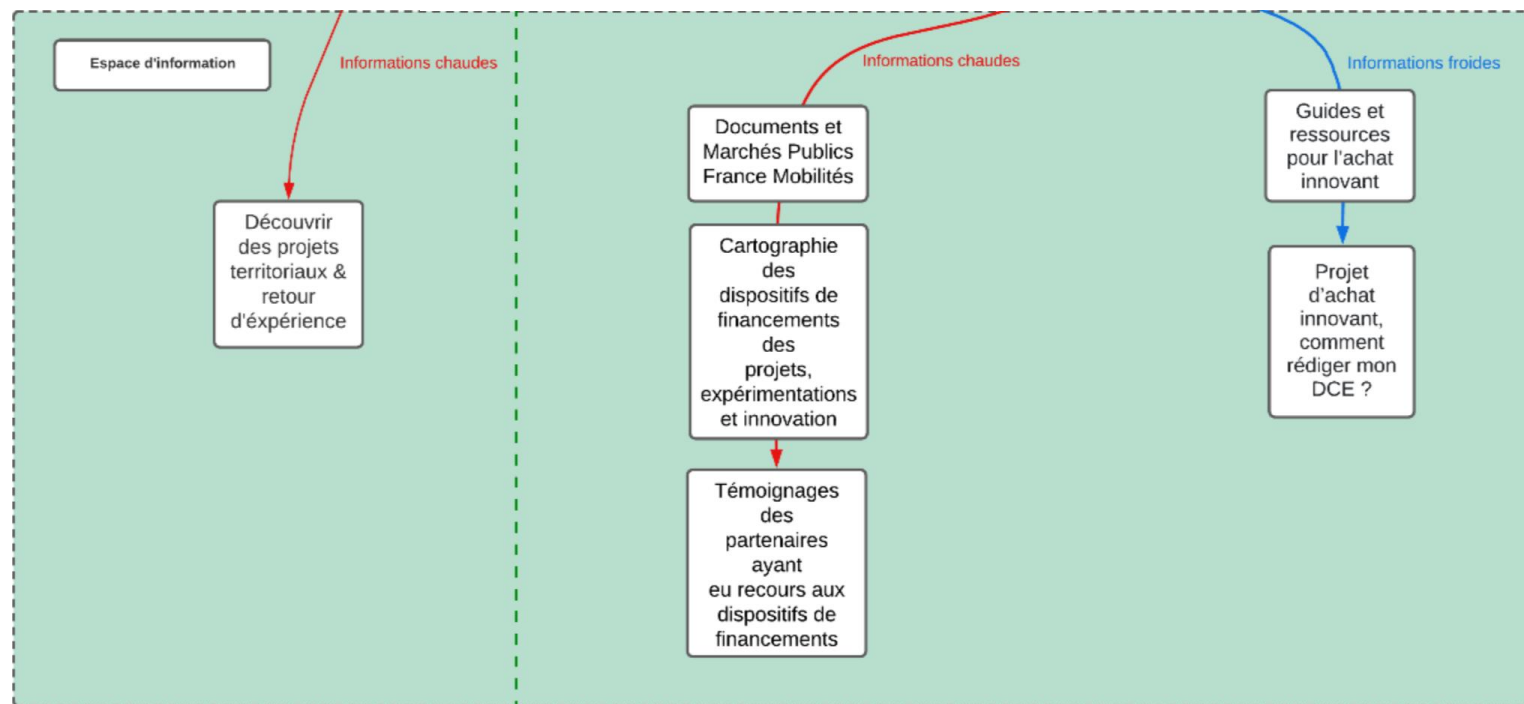 Espace d'information
Informations chaudes
Découvrir
des projets
territoriaux &
retour
d'éxpérience
Informations chaudes
Documents et
Marchés Publics
France Mobilités
Cartographie
des
dispositifs de
financements
des
projets,
expérimentations
et innovation
Témoignages
des
partenaires
ayant
eu recours aux
dispositifs de
financements
Informations froides
Guides et
ressources
pour l'achat
innovant
Projet
d'achat
innovant,
comment
rédiger mon
DCE ?